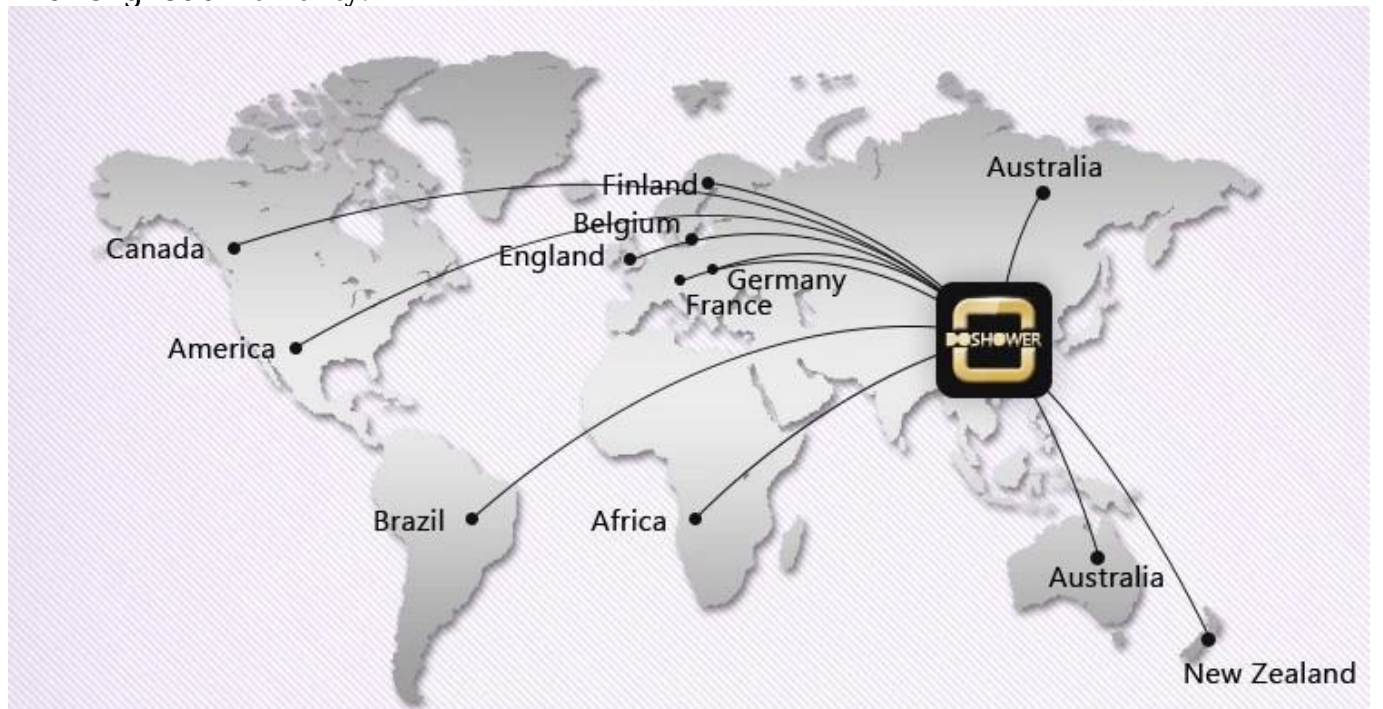 Australia
Finland
Belgium
Canada
England
Germany
France
DOSHOWER
America
Brazil
Africa
Australia
New Zealand